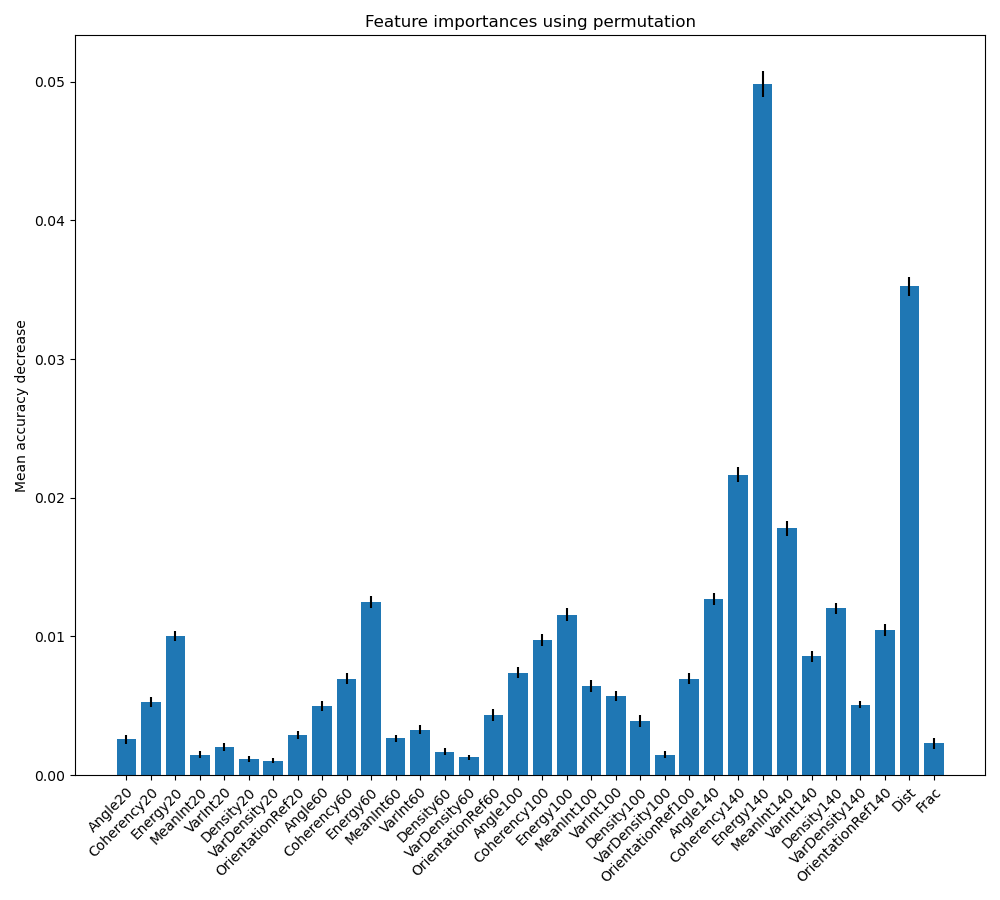 Feature importances using permutation
Mean accuracy decrease
0.05
0.04
0.03
0.02
0.01
0.00
Angle20
Coherency20
Energy20
MeanInt20
VarInt20
Density20
VarDensity20
OrientationRef20
Angle60
Coherency60
Energy60
MeanInt60
VarInt60
Density60
VarDensity60
OrientationRef60
Angle100
Coherency100
Energy100
MeanInt100
VarInt100
Density100
VarDensity100
OrientationRef100
Angle140
Coherency140
Energy140
MeanInt140
VarInt140
Density140
VarDensity140
OrientationRef140
Dist
Frac